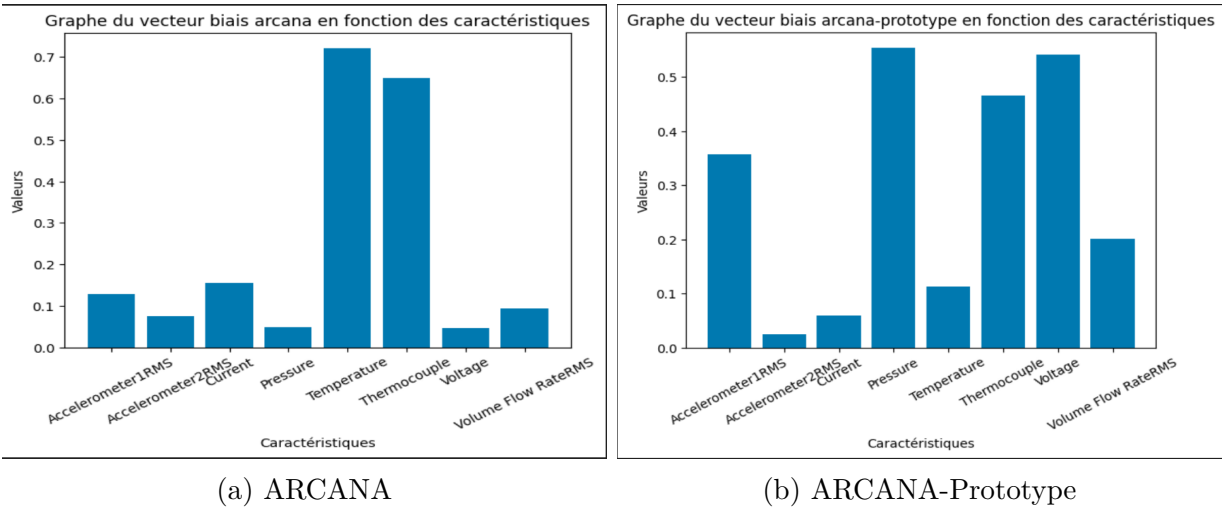 Graphe du vecteur biais arcana en fonction des caractéristiques
Valeurs
0.7
0.6
0.5
0.4
0.3
0.2
0.1
0.0
Accelerometer1RMS
Accelerometer2RMS
Current
Pressure
Temperature
Thermocouple
Voltage
Volume Flow RateRMS
Caractéristiques
(a) ARCANA
Graphe du vecteur biais arcana-prototype en fonction des caractéristiques
Valeurs
0.5
0.4
0.3
0.2
0.1
0.0
Accelerometer1RMS
Accelerometer2RMS
Current
Pressure
Temperature
Thermocouple
Voltage
Volume Flow RateRMS
Caractéristiques
(b) ARCANA-Prototype